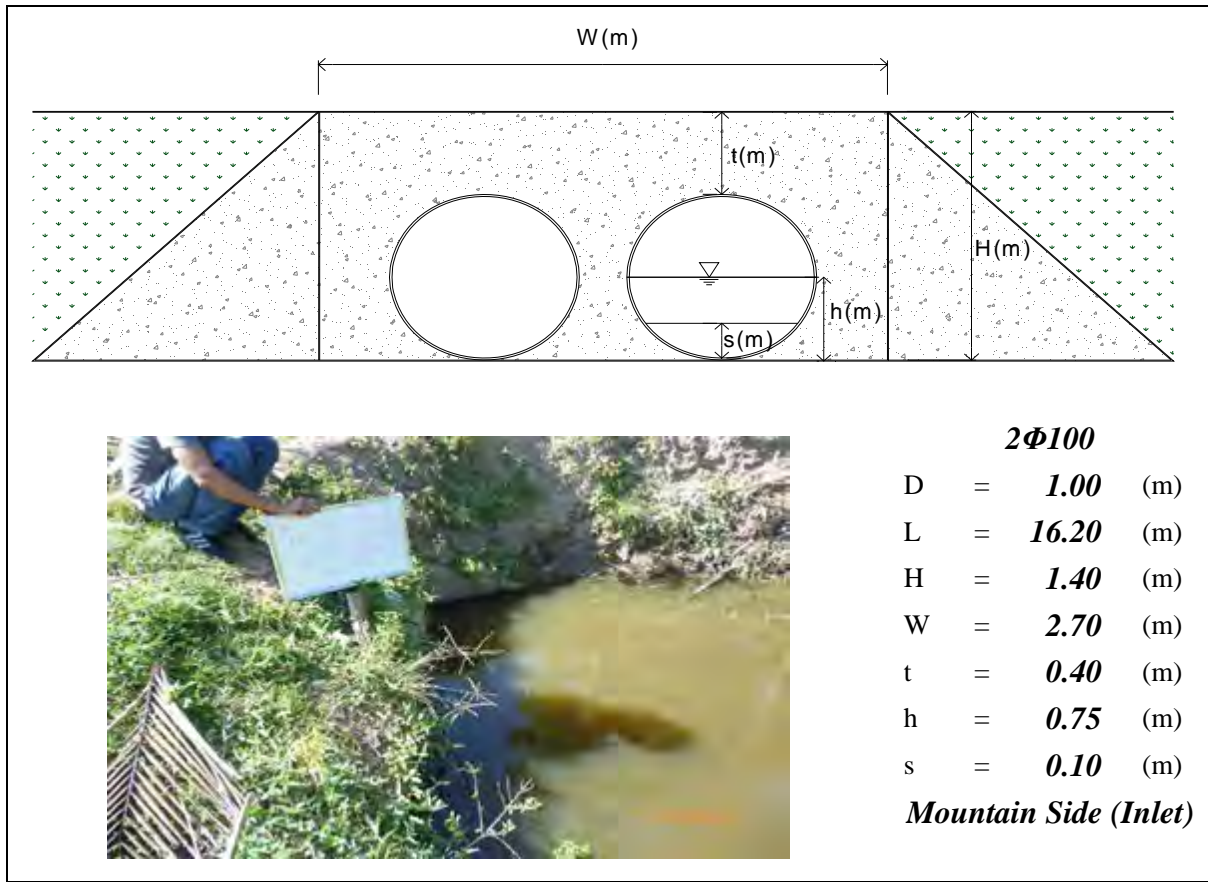 W(m)
t(m)
H(m)
h(m)
s(m)
2Φ100
D = 1.00 (m)
L = 16.20 (m)
H = 1.40 (m)
W = 2.70 (m)
t = 0.40 (m)
h = 0.75 (m)
s = 0.10 (m)
Mountain Side (Inlet)